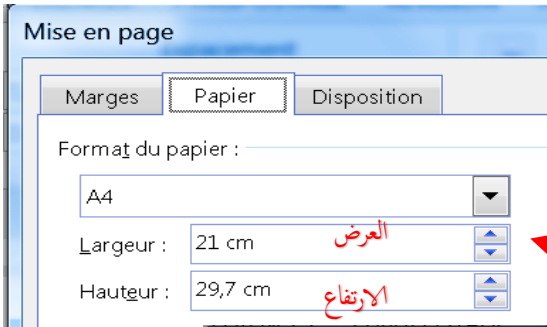 Mise en page
Marges Papier Disposition
Format du papier :
A4
Largeur : 21 cm العرض
Hauteur : 29,7 cm الارتفاع